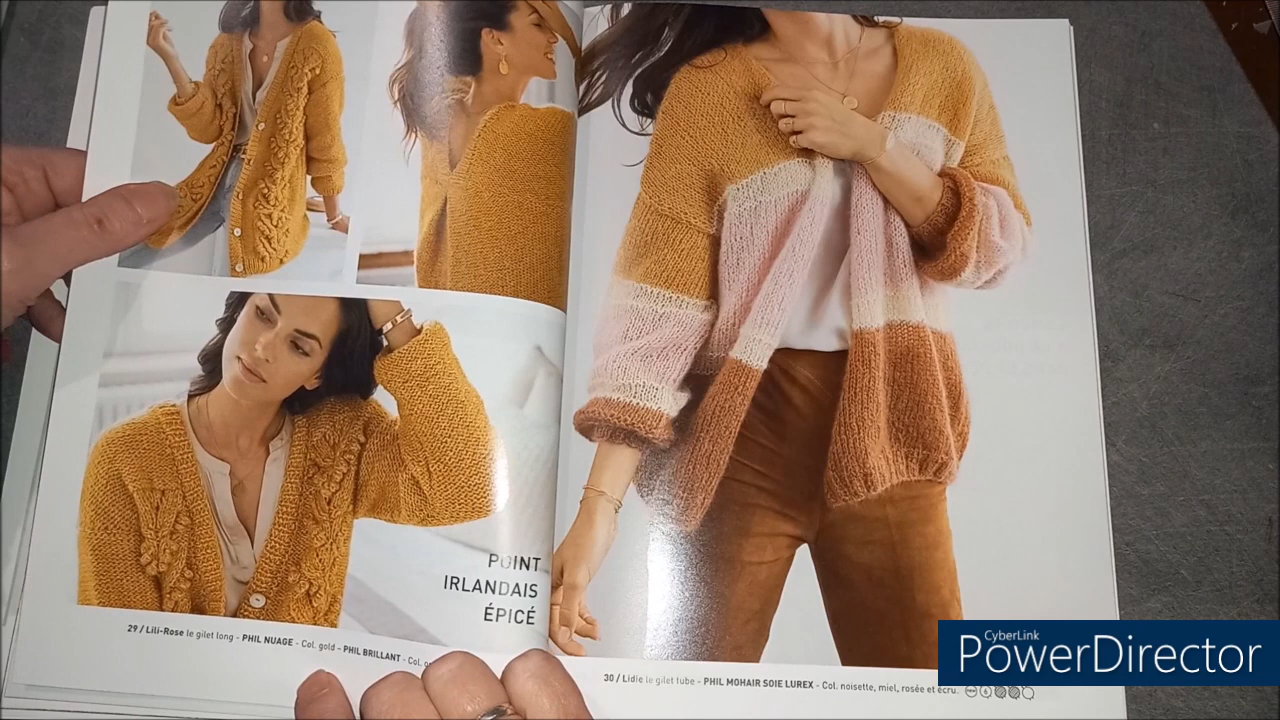 POINT
IRLANDAIS
ÉPICÉ
29 / Lili-Rose le gilet long - PHIL NUAGE - Col. gold - PHIL BRILLANT - Col.
30 / Lidie le gilet tube - PHIL MOHAIR SOIE LUREX - Col. noisette, miel, rosée et écru.
CyberLink
PowerDirector